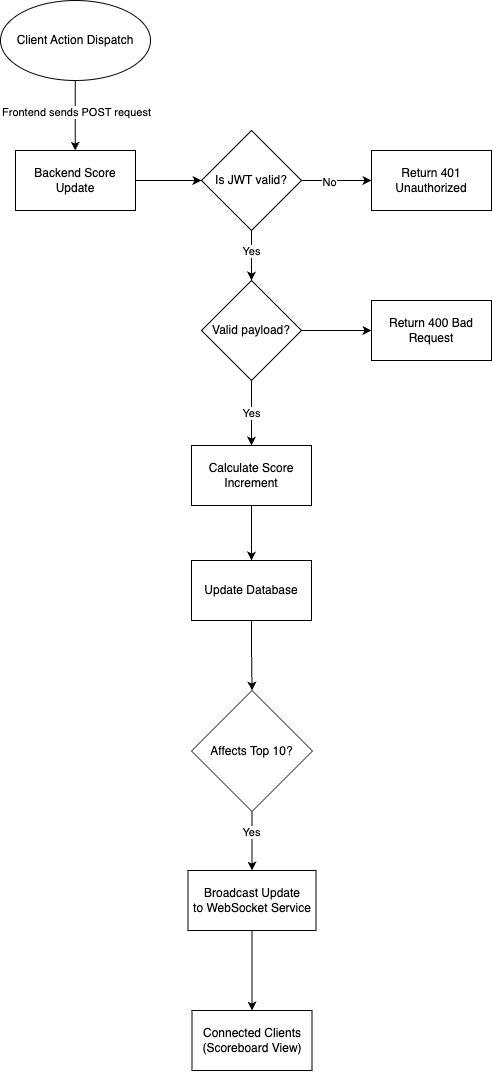 Client Action Dispatch
Frontend sends POST request
Backend Score
Update
Is JWT valid?
No
Return 401
Unauthorized
Yes
Valid payload?
Return 400 Bad
Request
Yes
Calculate Score
Increment
Update Database
Affects Top 10?
Yes
Broadcast Update
to WebSocket Service
Connected Clients
(Scoreboard View)